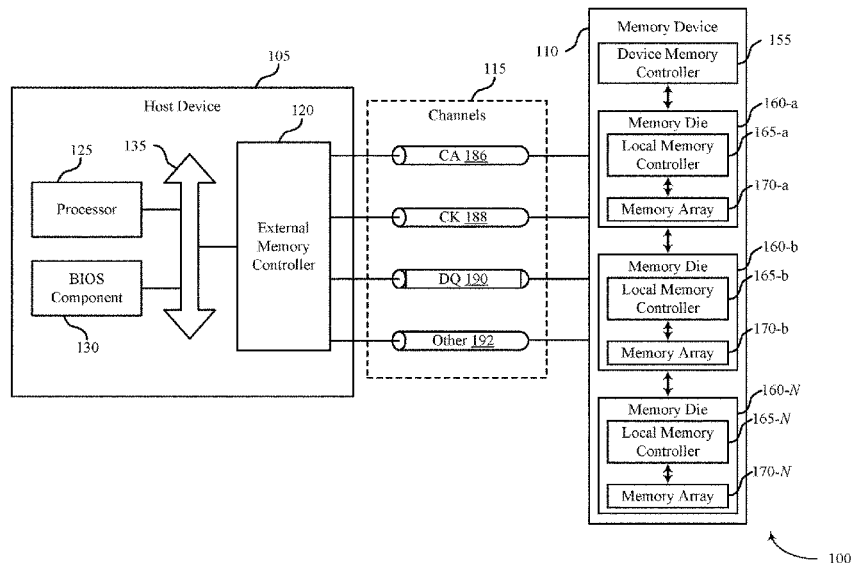 105
Host Device
125
135
120
Processor
BIOS
Component
130
External
Memory
Controller
115
Channels
CA 186
CK 188
DQ 190
Other 192
110
Memory Device
155
Device Memory
Controller
160-a
Memory Die
165-a
Local Memory
Controller
170-a
Memory Array
160-b
Memory Die
165-b
Local Memory
Controller
170-b
Memory Array
160-N
Memory Die
165-N
Local Memory
Controller
170-N
Memory Array
100